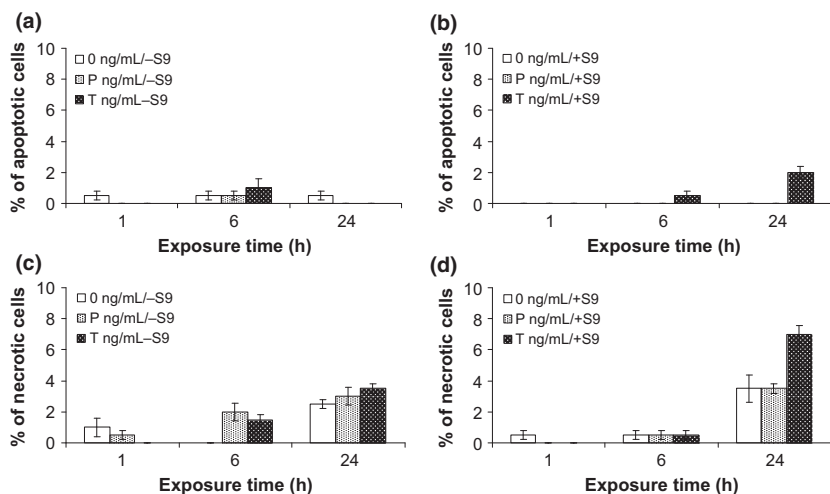 (a)
% of apoptotic cells
10
8
6
4
2
0
0 ng/mL/–S9
P ng/mL/–S9
T ng/mL–S9
1 6 24
Exposure time (h)
(b)
% of apoptotic cells
10
8
6
4
2
0
0 ng/mL/+S9
P ng/mL/+S9
T ng/mL/+S9
1 6 24
Exposure time (h)
(c)
% of necrotic cells
10
8
6
4
2
0
0 ng/mL/–S9
P ng/mL/–S9
T ng/mL–S9
1 6 24
Exposure time (h)
(d)
% of necrotic cells
10
8
6
4
2
0
0 ng/mL/+S9
P ng/mL/+S9
T ng/mL/+S9
1 6 24
Exposure time (h)